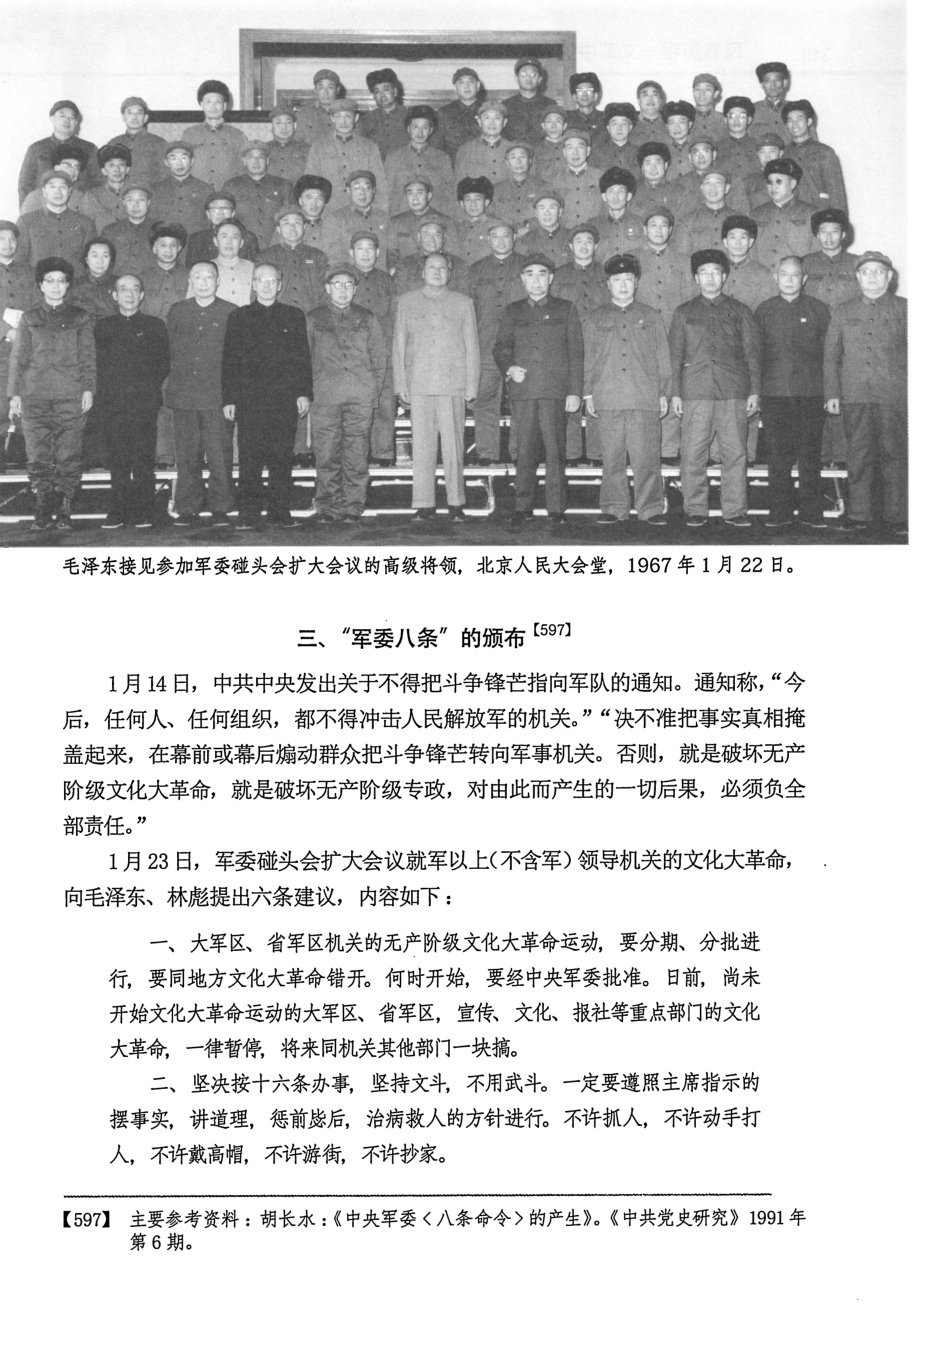 毛泽东接见参加军委碰头会扩大会议的高级将领，北京人民大会堂，1967 年 1 月 22 日。
三、“军委八条”的颁布【597】
1 月 14 日，中共中央发出关于不得把斗争锋芒指向军队的通知。通知称，“今
后，任何人、任何组织，都不得冲击人民解放军的机关。”“决不准把事实真相掩
盖起来，在幕前或幕后煽动群众把斗争锋芒转向军事机关。否则，就是破坏无产
阶级文化大革命，就是破坏无产阶级专政，对由此而产生的一切后果，必须负全
部责任。”
1 月 23 日，军委碰头会扩大会议就军以上（不含军）领导机关的文化大革命，
向毛泽东、林彪提出六条建议，内容如下：
一、大军区、省军区机关的无产阶级文化大革命运动，要分期、分批进
行，要同地方文化大革命错开。何时开始，要经中央军委批准。日前，尚未
开始文化大革命运动的大军区、省军区，宣传、文化、报社等重点部门的文化
大革命，一律暂停，将来同机关其他部门一块搞。
二、坚决按十六条办事，坚持文斗，不用武斗。一定要遵照主席指示的
摆事实，讲道理，惩前毖后，治病救人的方针进行。不许抓人，不许动手打
人，不许戴高帽，不许游街，不许抄家。
【597】 主要参考资料：胡长水：《中央军委〈八条命令〉的产生》。《中共党史研究》1991 年
第 6 期。